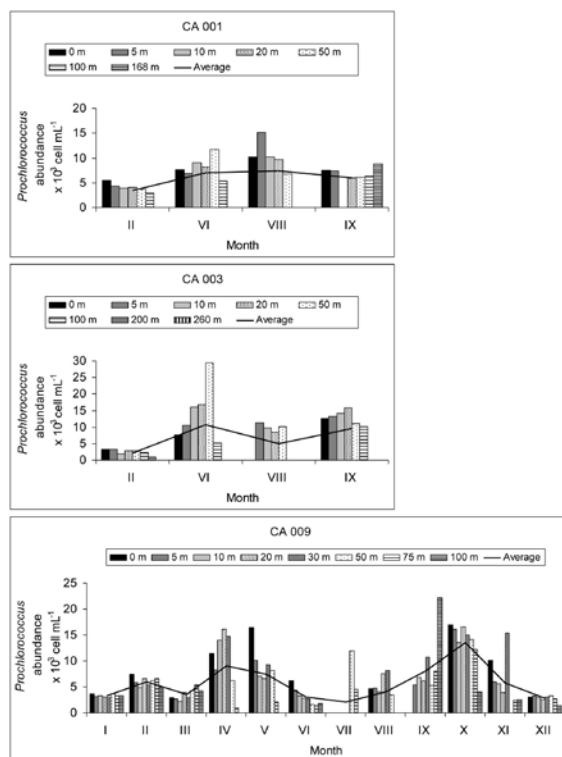 CA 001
0 m 5 m 10 m 20 m 50 m
100 m 168 m Average
Prochlorococcus
abundance
x 10³ cell mL⁻¹
20
15
10
5
0
II VI VIII IX
Month
CA 003
0 m 5 m 10 m 20 m 50 m
100 m 200 m 260 m Average
Prochlorococcus
abundance
x 10³ cell mL⁻¹
30
25
20
15
10
5
0
II VI VIII IX
Month
CA 009
0 m 5 m 10 m 20 m 30 m 50 m 75 m 100 m Average
Prochlorococcus
abundance
x 10³ cell mL⁻¹
25
20
15
10
5
0
I II III IV V VI VII VIII IX X XI XII
Month